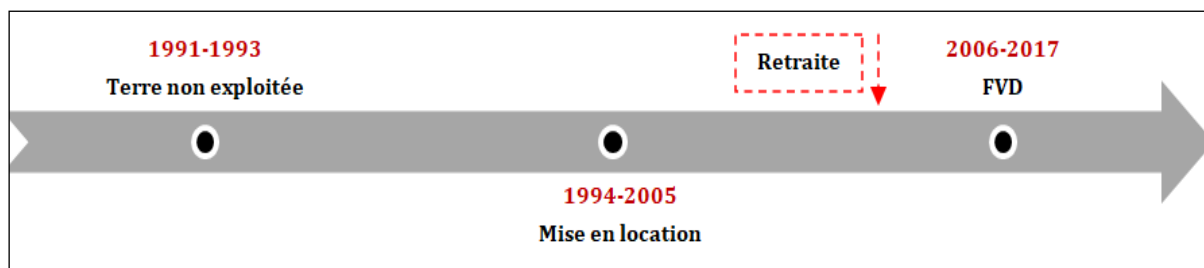 1991-1993
Terre non exploitée
Retraite
2006-2017
FVD
1994-2005
Mise en location